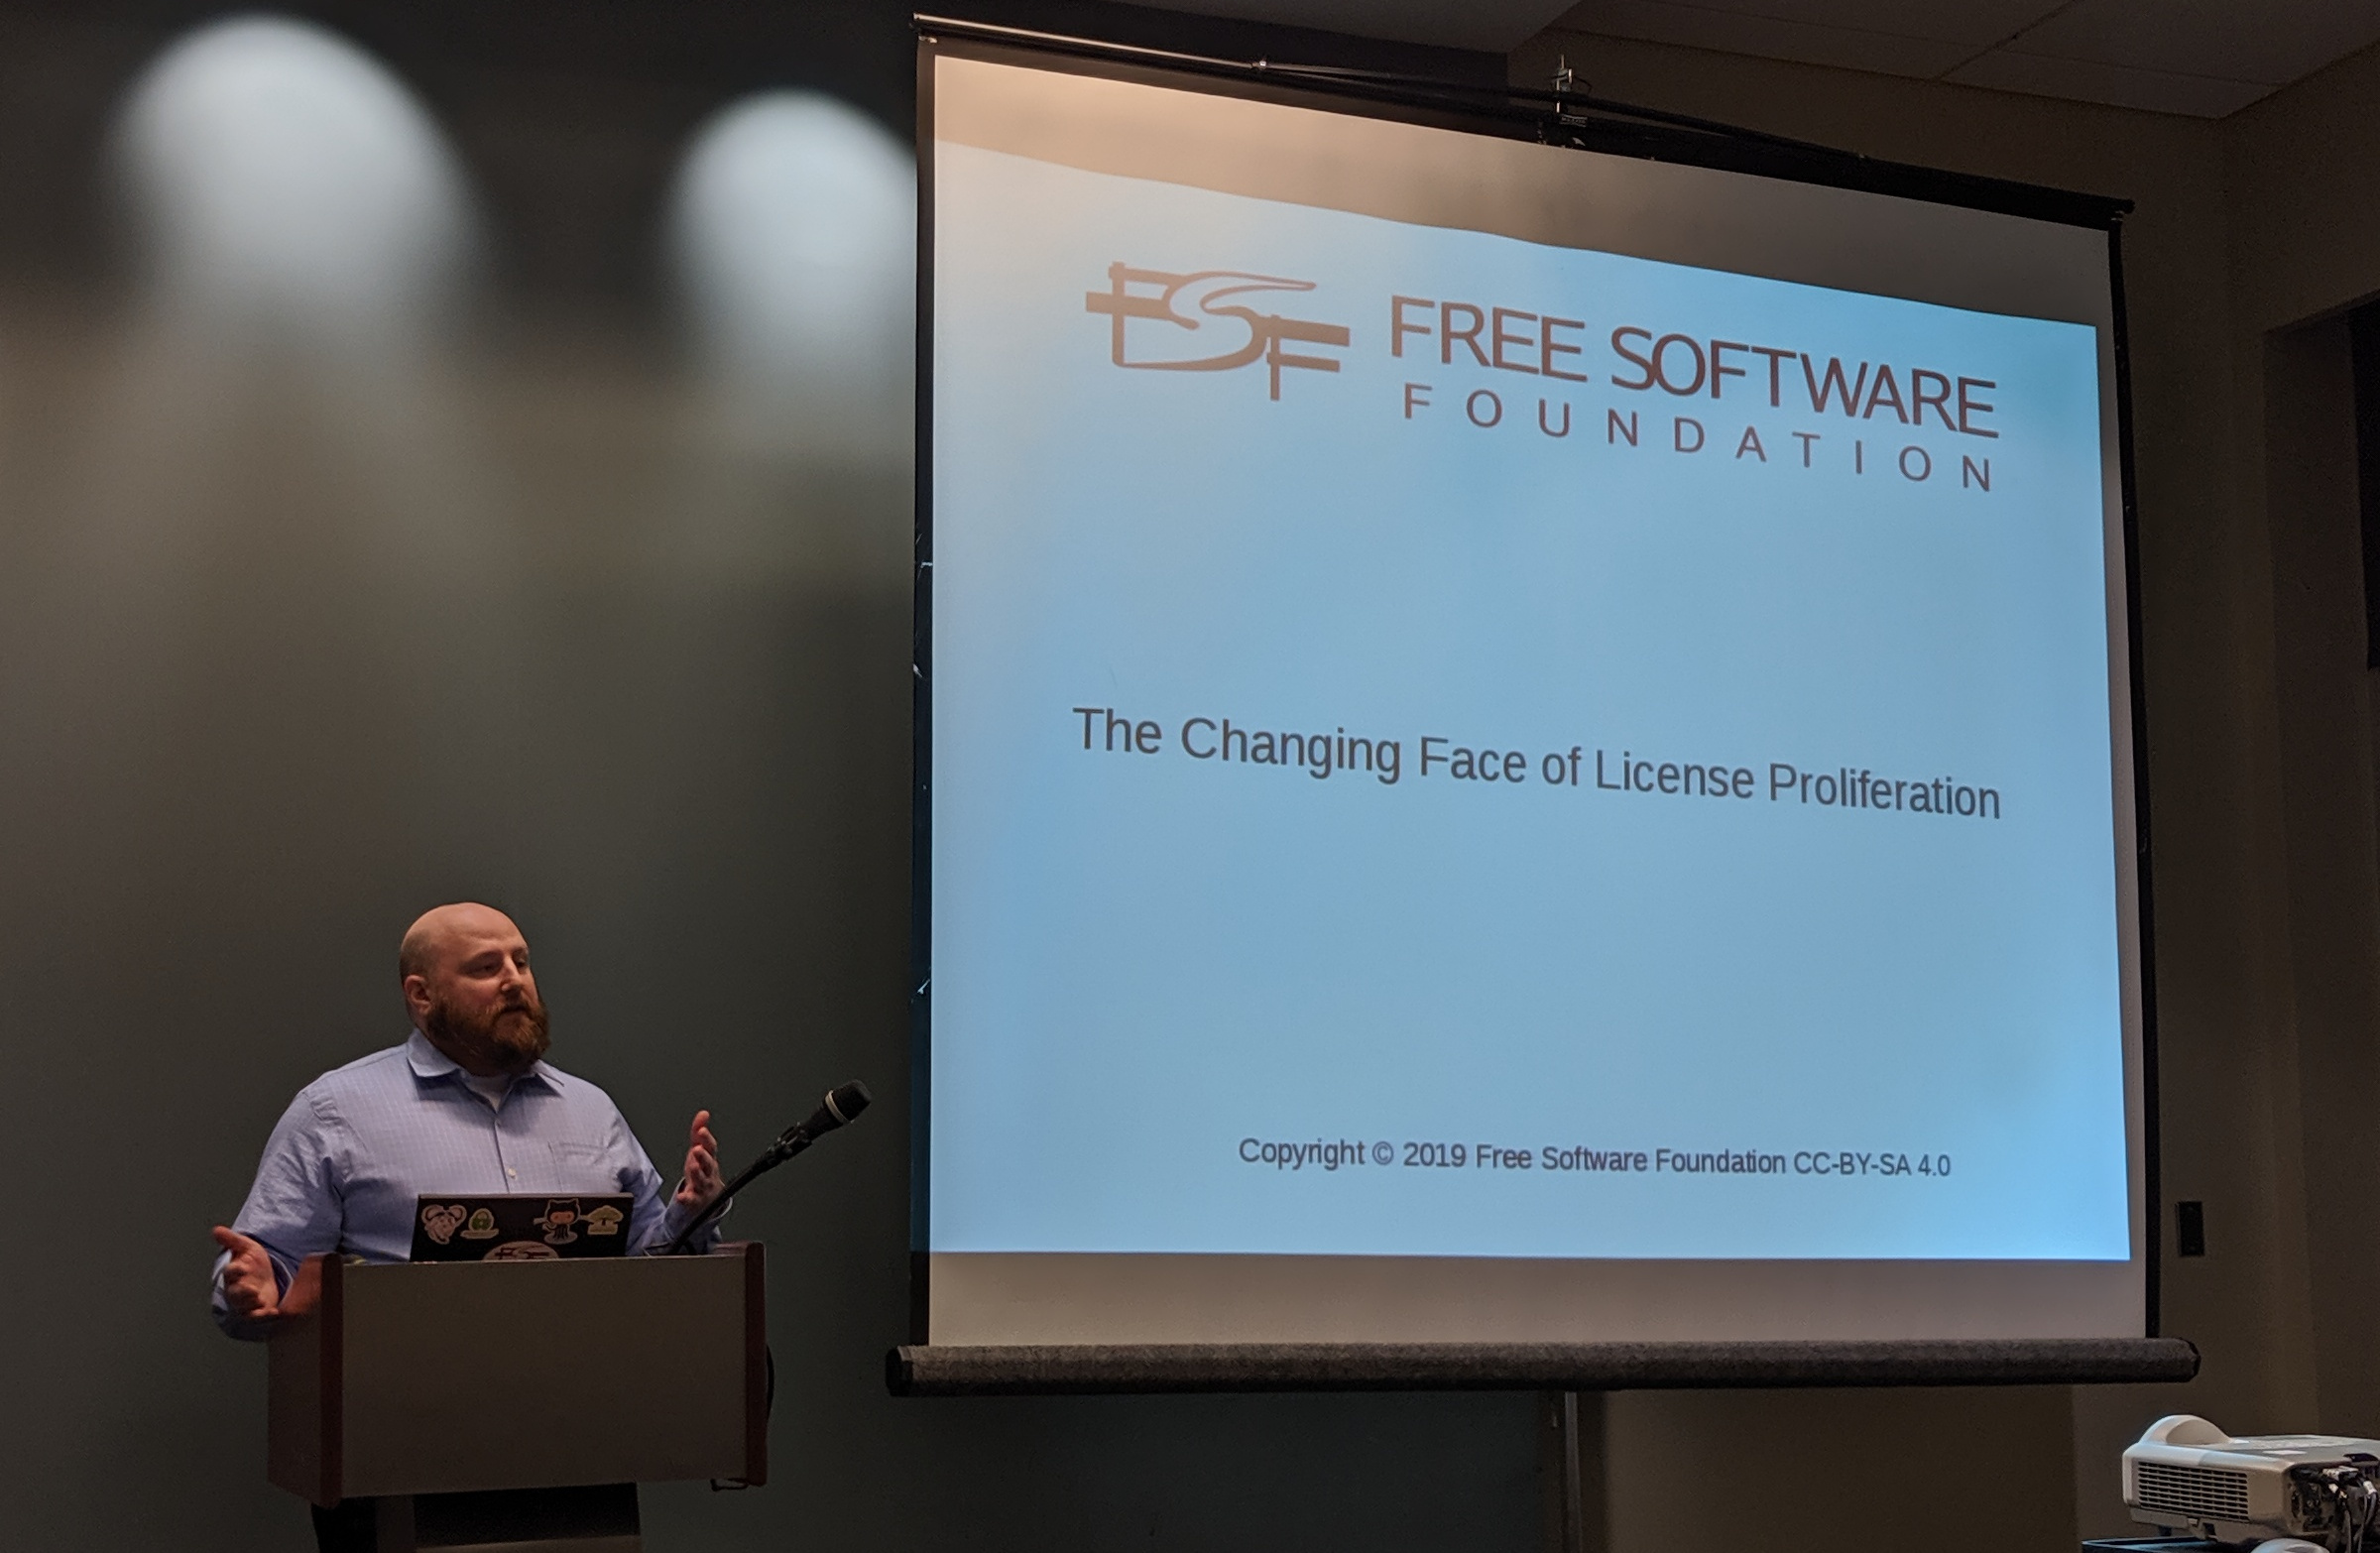 FSF
FREE SOFTWARE
FOUNDATION
The Changing Face of License Proliferation
Copyright © 2019 Free Software Foundation CC-BY-SA 4.0
FSF